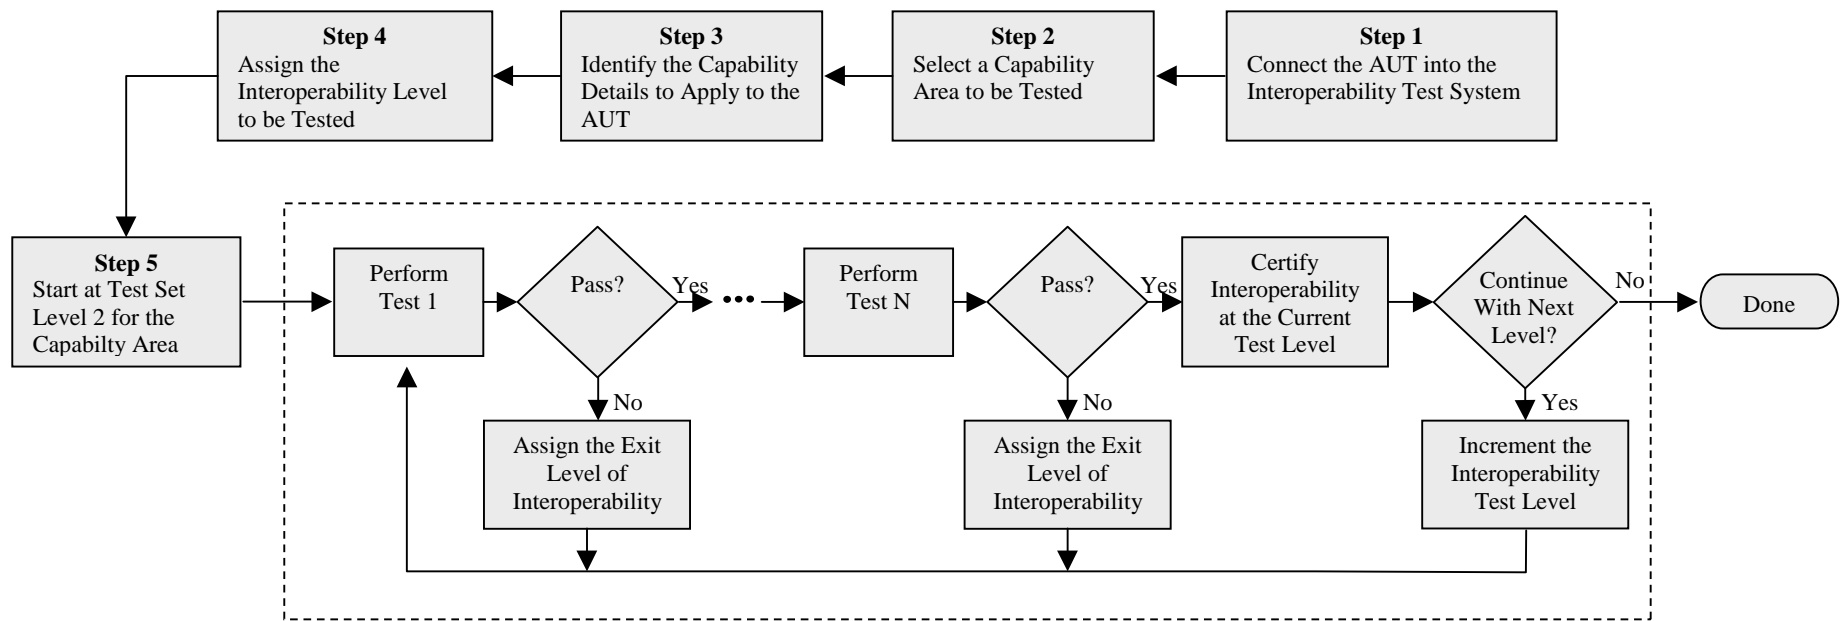 Step 4
Assign the
Interoperability Level
to be Tested
Step 3
Identify the Capability
Details to Apply to the
AUT
Step 2
Select a Capability
Area to be Tested
Step 1
Connect the AUT into the
Interoperability Test System
Step 5
Start at Test Set
Level 2 for the
Capabilty Area
Perform
Test 1
Pass?
Yes
•••
Perform
Test N
Pass?
Yes
Certify
Interoperability
at the Current
Test Level
Continue
With Next
Level?
No
Done
No
Assign the Exit
Level of
Interoperability
No
Assign the Exit
Level of
Interoperability
Yes
Increment the
Interoperability
Test Level